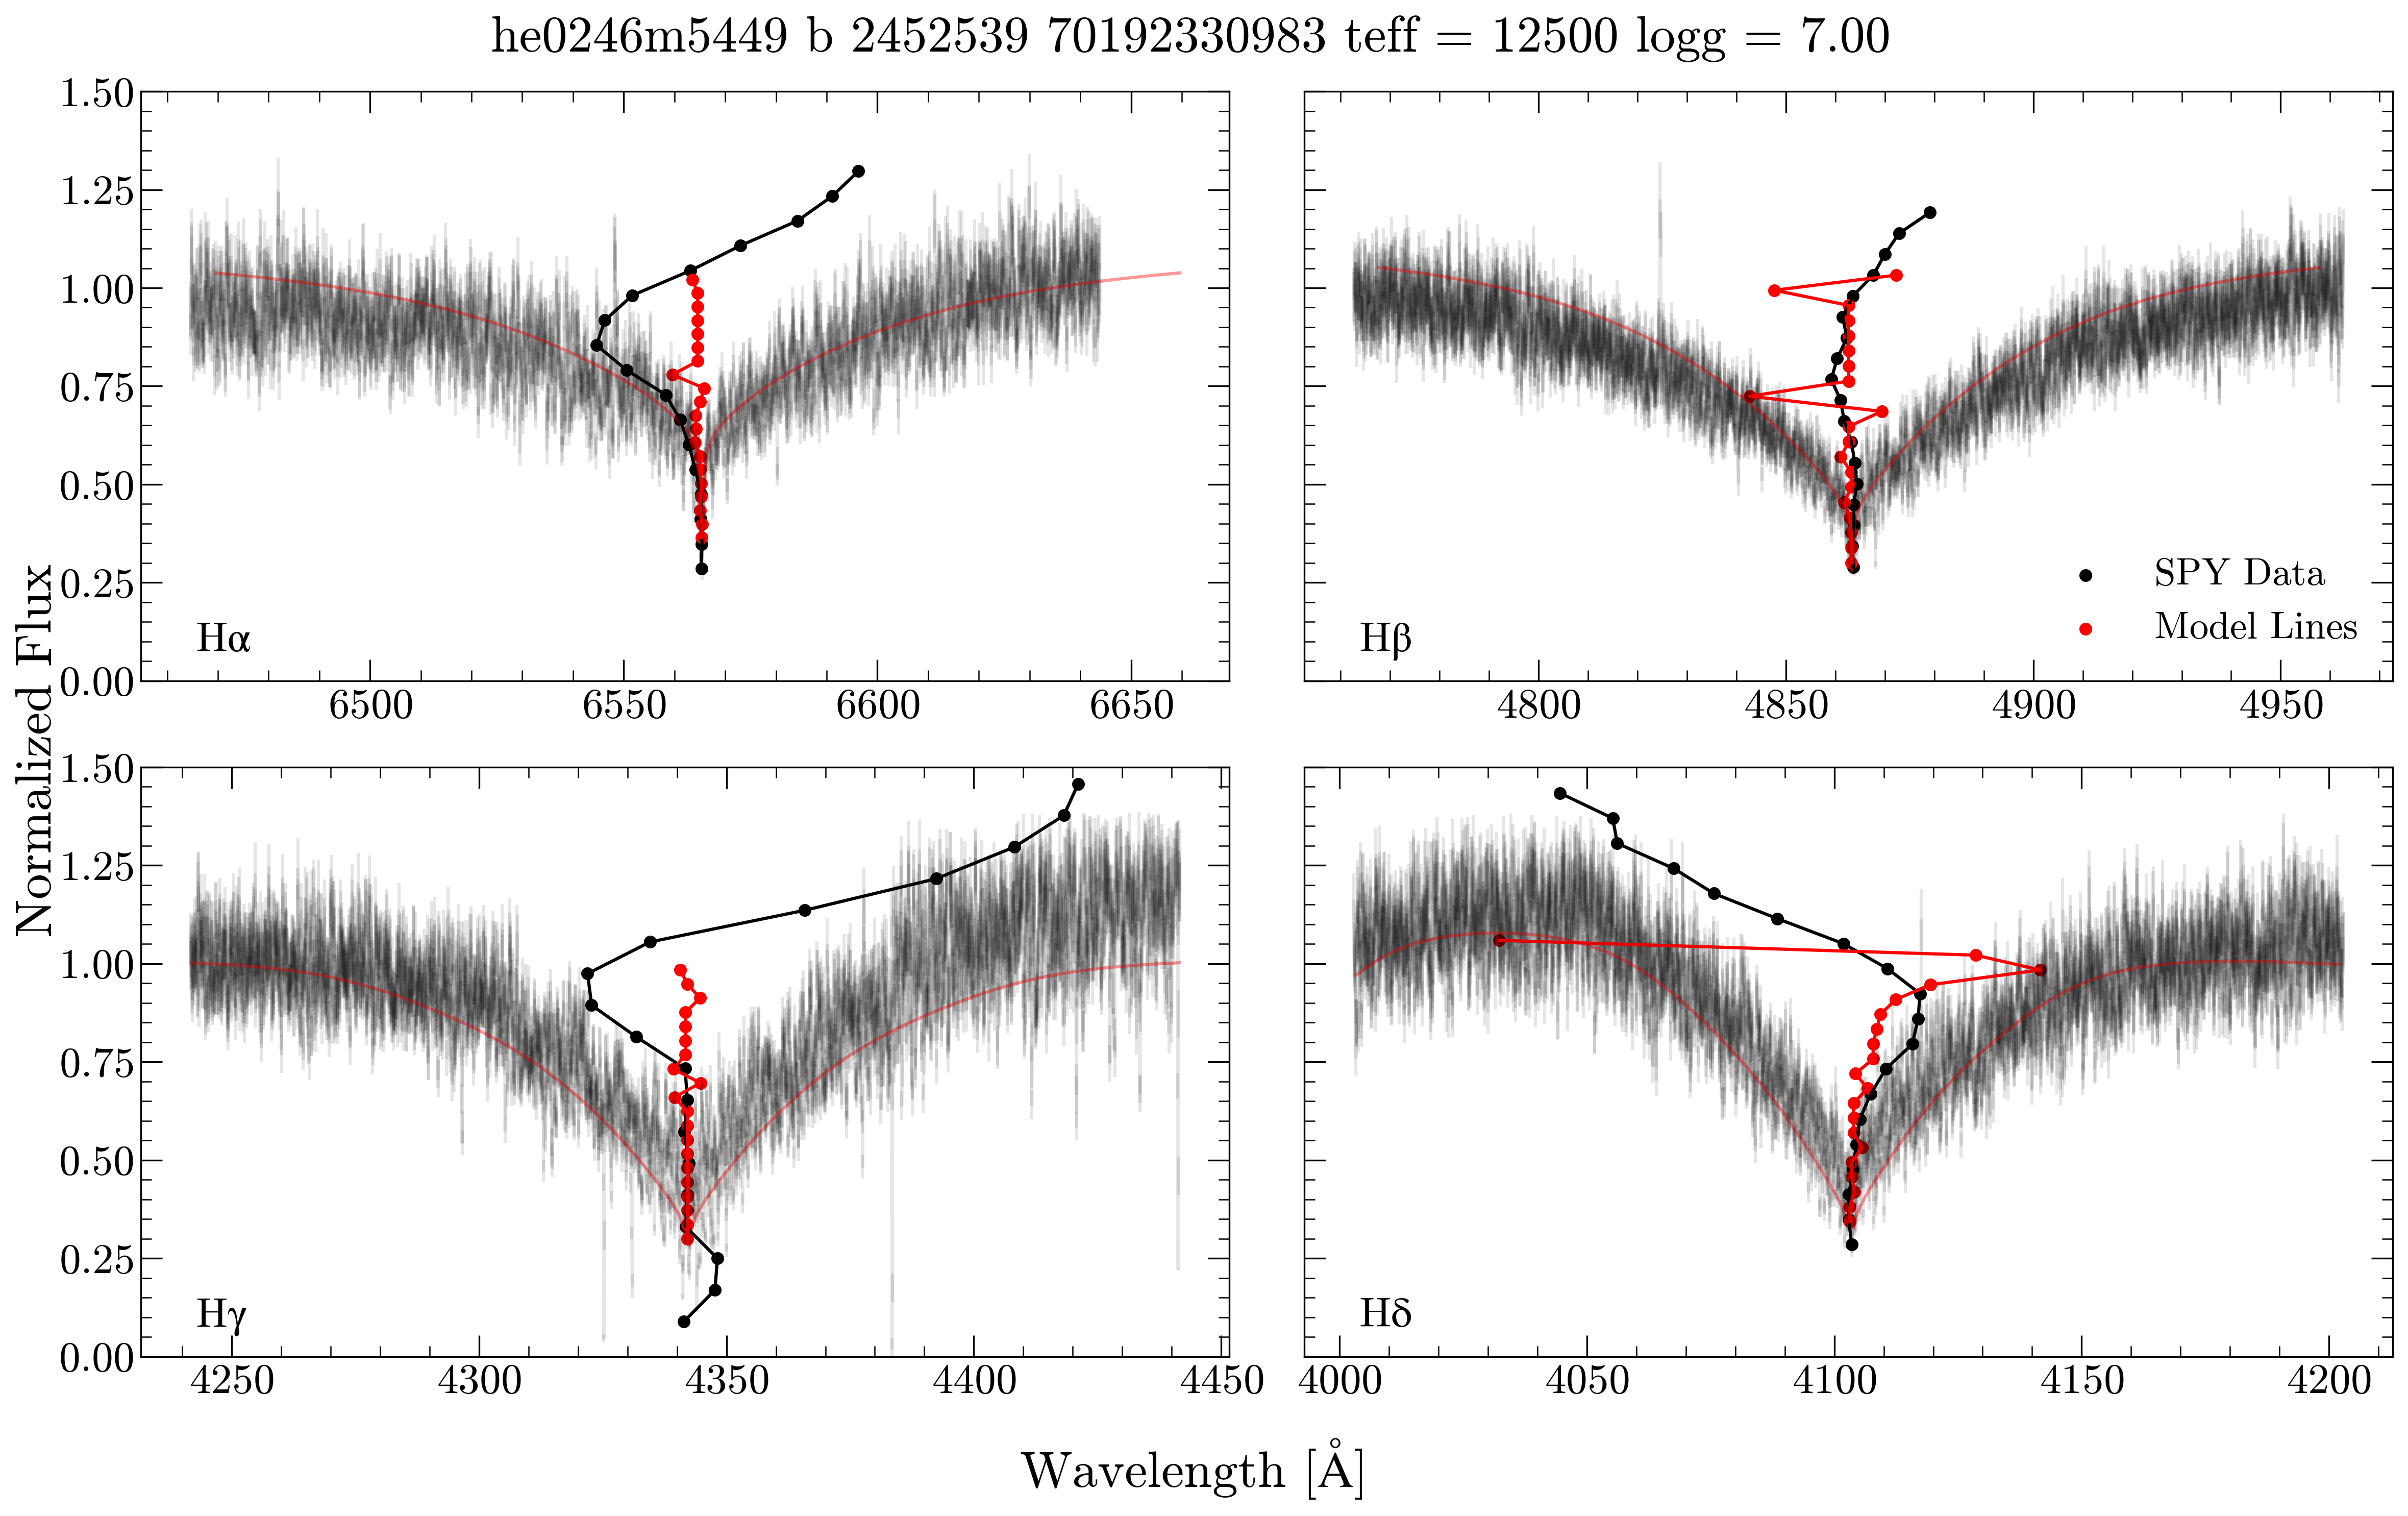 he0246m5449 b 2452539 70192330983 teff = 12500 logg = 7.00
1.50
1.25
1.00
0.75
0.50
0.25
0.00
Hα
6500 6550 6600 6650
Hβ
SPY Data
Model Lines
4800 4850 4900 4950
Normalized Flux
1.50
1.25
1.00
0.75
0.50
0.25
0.00
Hγ
4250 4300 4350 4400 4450
Hδ
4000 4050 4100 4150 4200
Wavelength [Å]